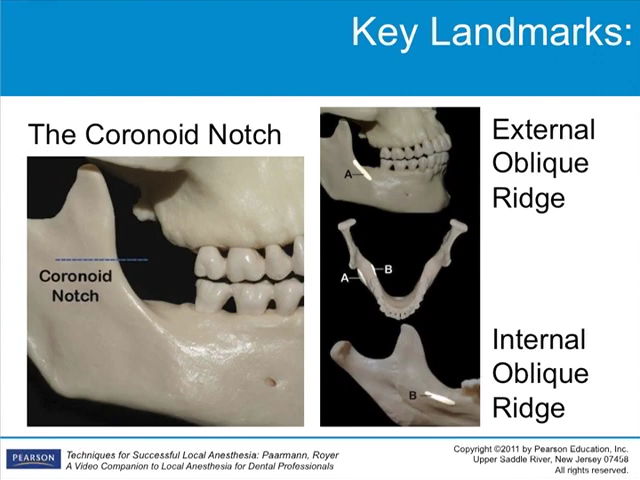 Key Landmarks:
The Coronoid Notch
Coronoid
Notch
A
External
Oblique
Ridge
A
B
B
Internal
Oblique
Ridge
PEARSON
Techniques for Successful Local Anesthesia: Paarmann, Royer
A Video Companion to Local Anesthesia for Dental Professionals
Copyright ©2011 by Pearson Education, Inc.
Upper Saddle River, New Jersey 07458
All rights reserved.